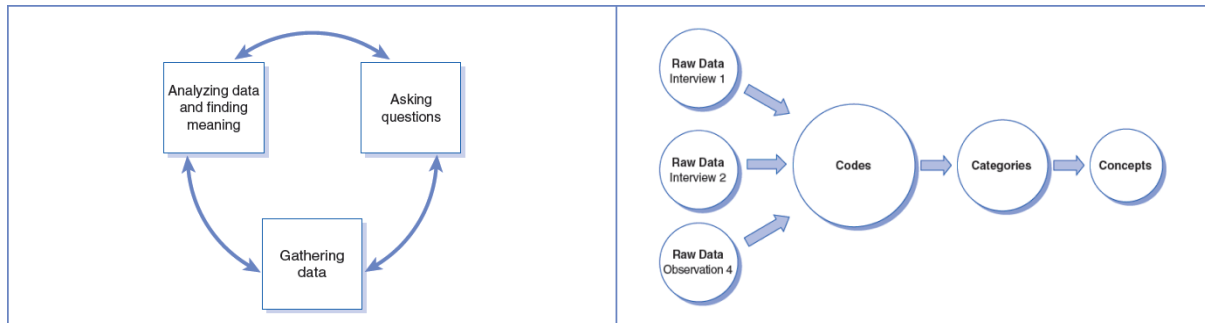 Analyzing data
and finding
meaning
Asking
questions
Gathering
data
Raw Data
Interview 1
Raw Data
Interview 2
Raw Data
Observation 4
Codes
Categories
Concepts